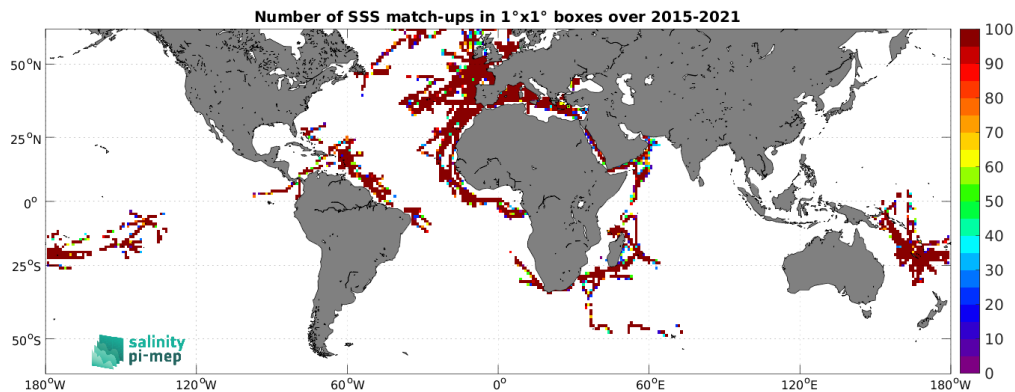 Number of SSS match-ups in 1°x1° boxes over 2015-2021
50°N
25°N
0°
25°S
50°S
180°W
120°W
60°W
0°
60°E
120°E
180°W
100
90
80
70
60
50
40
30
20
10
0
salinity
pi-mep